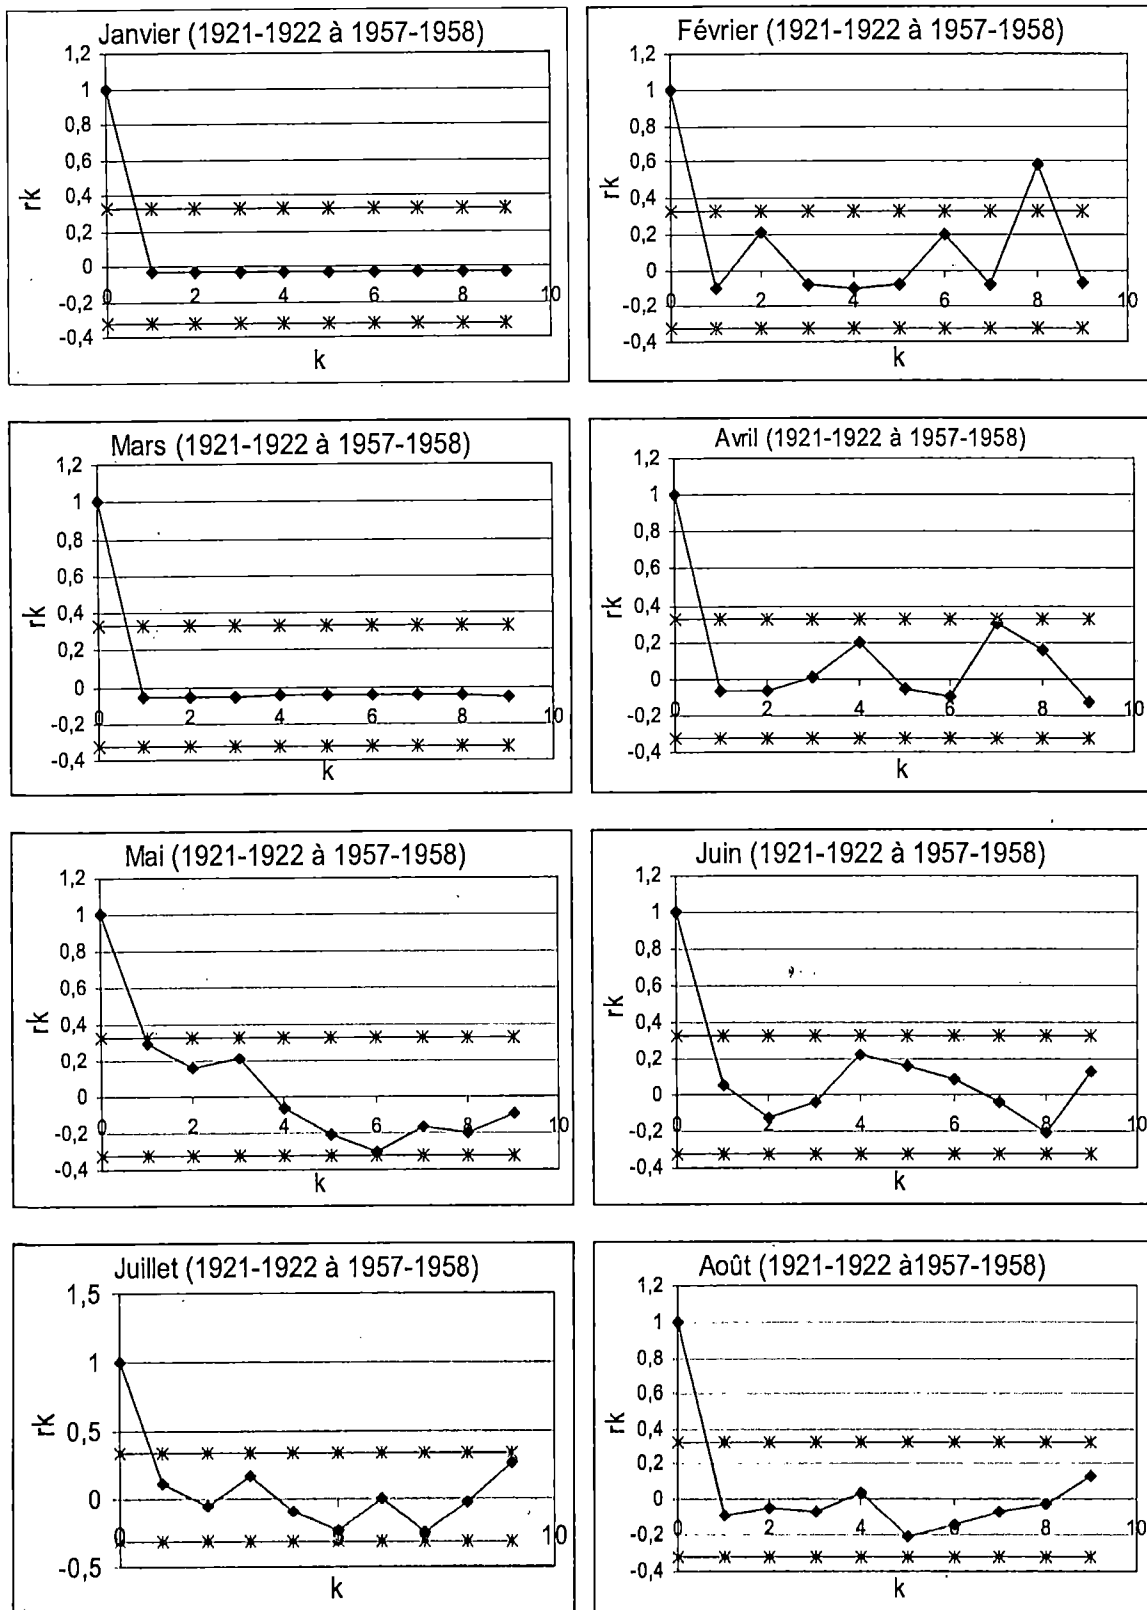 Janvier (1921-1922 à 1957-1958)
1,2
1
0,8
0,6
0,4
0,2
0
-0,2
-0,4
rk
0 2 4 6 8 10
k
Février (1921-1922 à 1957-1958)
1,2
1
0,8
0,6
0,4
0,2
0
-0,2
-0,4
rk
0 2 4 6 8 10
k
Mars (1921-1922 à 1957-1958)
1,2
1
0,8
0,6
0,4
0,2
0
-0,2
-0,4
rk
0 2 4 6 8 10
k
Avril (1921-1922 à 1957-1958)
1,2
1
0,8
0,6
0,4
0,2
0
-0,2
-0,4
rk
0 2 4 6 8 10
k
Mai (1921-1922 à 1957-1958)
1,2
1
0,8
0,6
0,4
0,2
0
-0,2
-0,4
rk
0 2 4 6 8 10
k
Juin (1921-1922 à 1957-1958)
1,2
1
0,8
0,6
0,4
0,2
0
-0,2
-0,4
rk
0 2 4 6 8 10
k
Juillet (1921-1922 à 1957-1958)
1,5
1
0,5
0
-0,5
rk
0 5 10
k
Août (1921-1922 à1957-1958)
1,2
1
0,8
0,6
0,4
0,2
0
-0,2
-0,4
rk
0 2 4 6 8 10
k